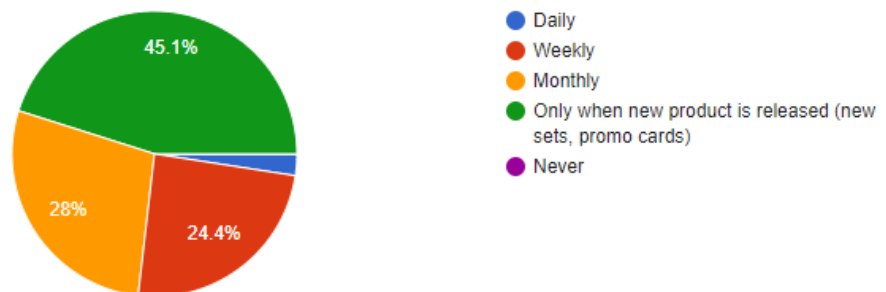 45.1%
28%
24.4%
Daily
Weekly
Monthly
Only when new product is released (new
sets, promo cards)
Never